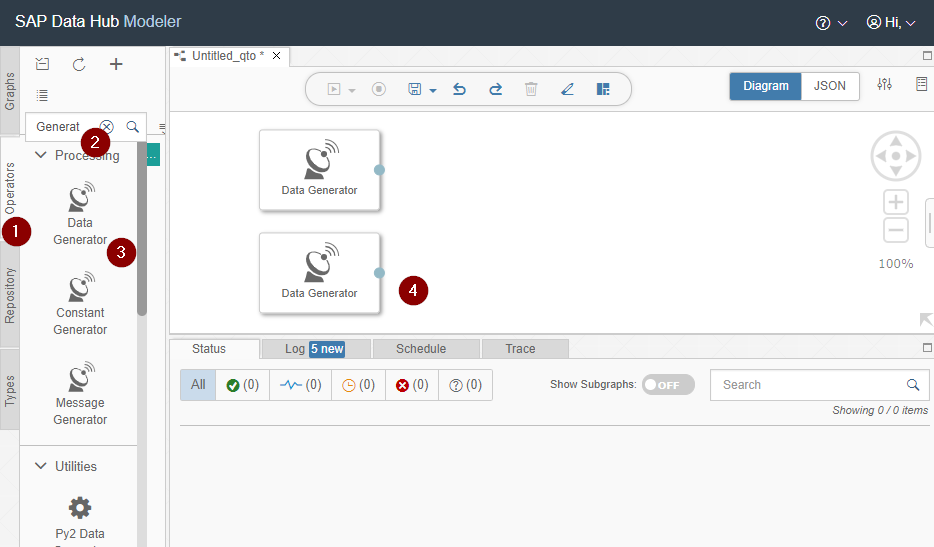 SAP Data Hub Modeler
? Hi,
Graphs
Operators
Repository
Types
Generat
2
Processing
...
Data
Generator
1
3
Constant
Generator
Message
Generator
Utilities
Py2 Data
Untitled_qto *
Diagram JSON
Data Generator
Data Generator
4
100%
Status Log 5 new Schedule Trace
All (0) (0) (0) (0) ? (0)
Show Subgraphs: OFF
Search
Showing 0 / 0 items